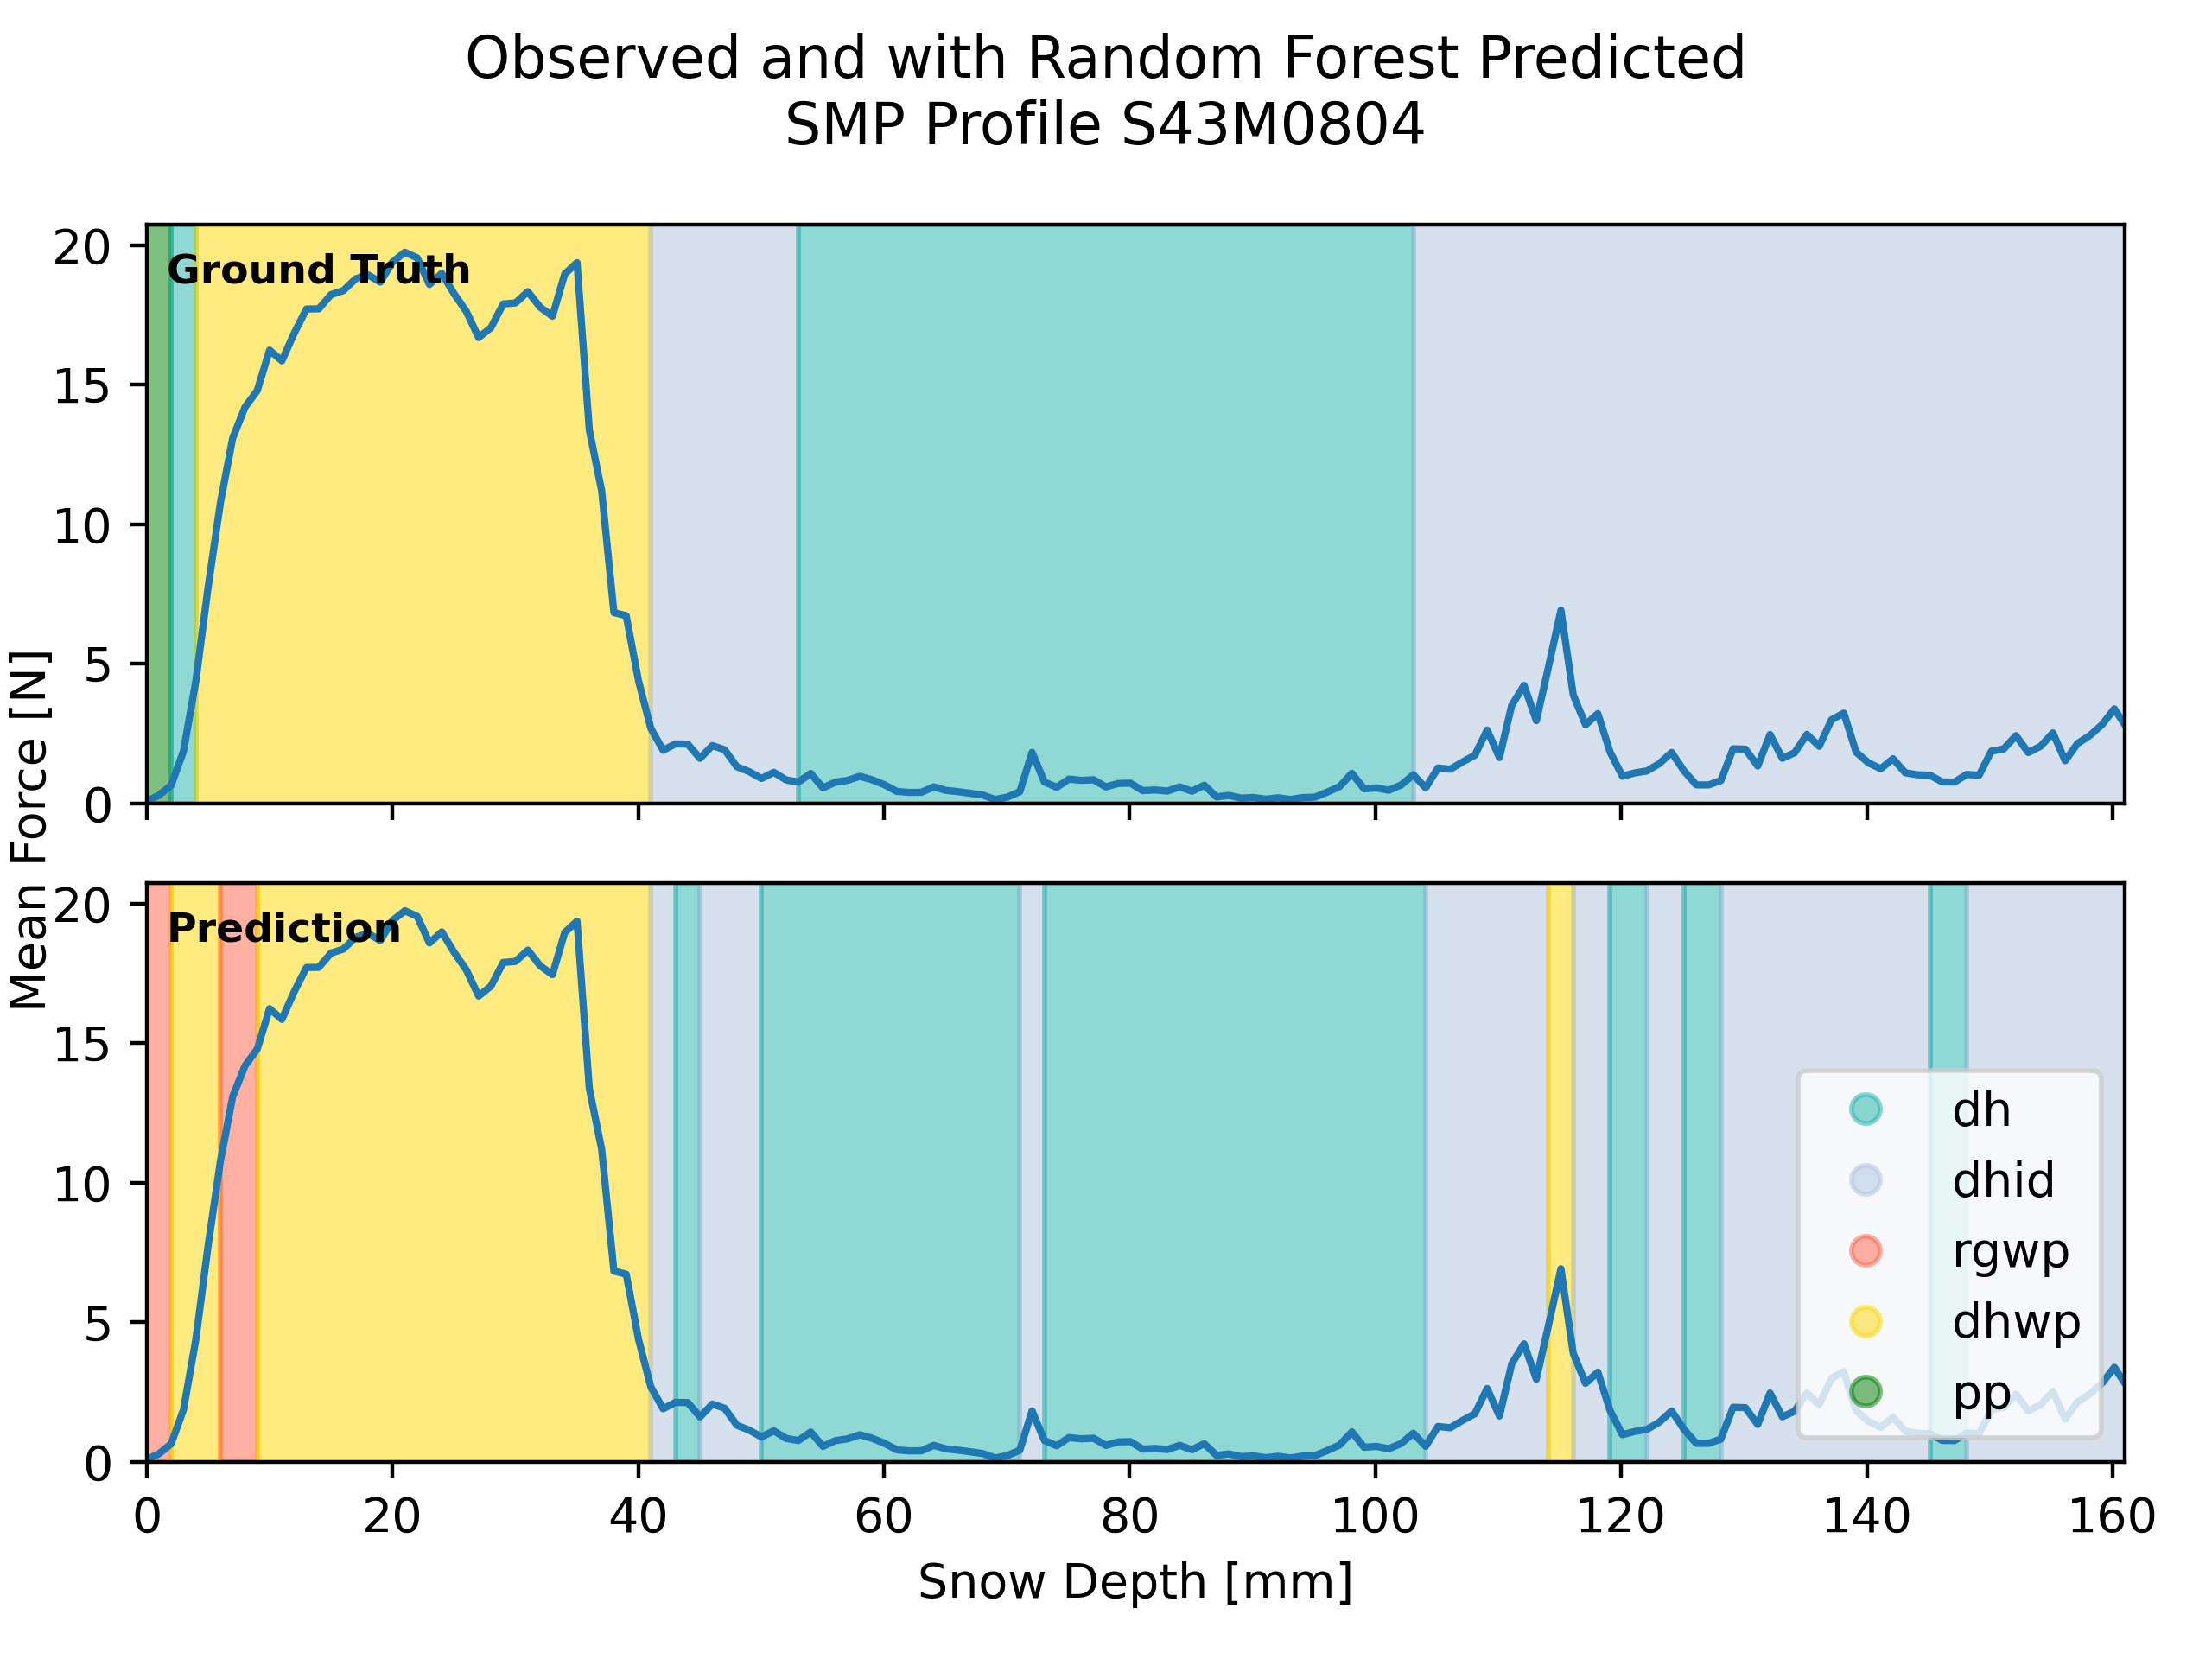 Observed and with Random Forest Predicted
SMP Profile S43M0804
Ground Truth
20
15
10
5
0
Mean Force [N]
Prediction
20
15
10
5
0
dh
dhid
rgwp
dhwp
pp
0 20 40 60 80 100 120 140 160
Snow Depth [mm]